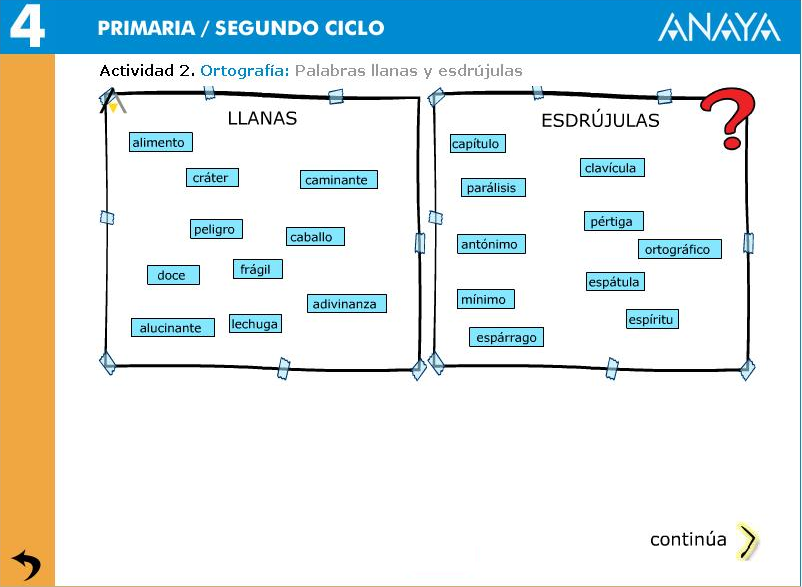 4 PRIMARIA / SEGUNDO CICLO ANAYA
Actividad 2. Ortografía: Palabras llanas y esdrújulas
LLANAS
alimento
cráter
caminante
peligro
caballo
doce
frágil
adivinanza
alucinante
lechuga
ESDRÚJULAS
?
capítulo
clavícula
parálisis
pértiga
antónimo
ortográfico
espátula
mínimo
espíritu
espárrago
continúa